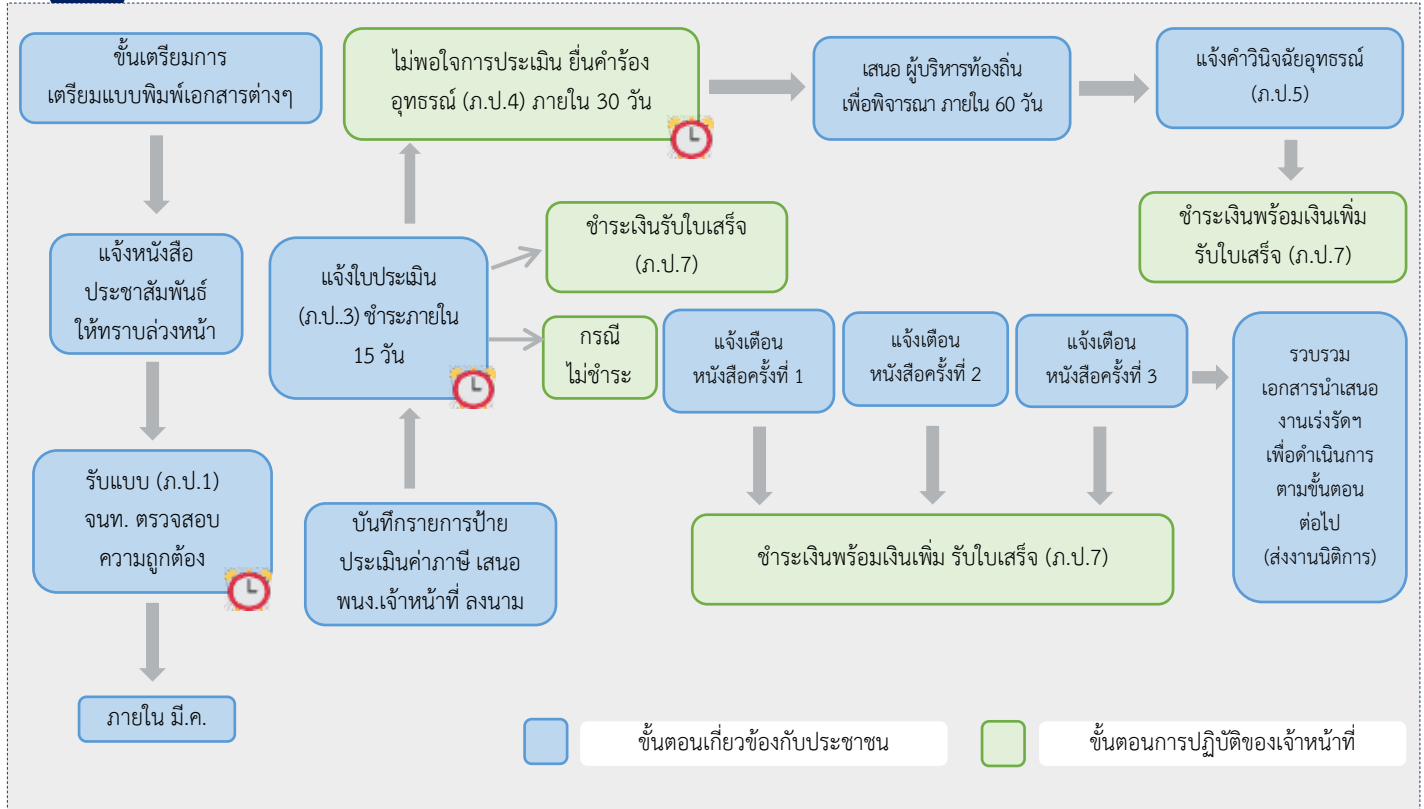 ขั้นเตรียมการ
เตรียมแบบพิมพ์เอกสารต่างๆ
ไม่พอใจการประเมิน ยื่นคำร้อง
อุทธรณ์ (ภ.ป.4) ภายใน 30 วัน
เสนอ ผู้บริหารท้องถิ่น
เพื่อพิจารณา ภายใน 60 วัน
แจ้งคำวินิจฉัยอุทธรณ์
(ภ.ป.5)
แจ้งหนังสือ
ประชาสัมพันธ์
ให้ทราบล่วงหน้า
แจ้งใบประเมิน
(ภ.ป..3) ชำระภายใน
15 วัน
ชำระเงินรับใบเสร็จ
(ภ.ป.7)
ชำระเงินพร้อมเงินเพิ่ม
รับใบเสร็จ (ภ.ป.7)
กรณี
ไม่ชำระ
แจ้งเตือน
หนังสือครั้งที่ 1
แจ้งเตือน
หนังสือครั้งที่ 2
แจ้งเตือน
หนังสือครั้งที่ 3
รวบรวม
เอกสารนำเสนอ
งานเร่งรัดฯ
เพื่อดำเนินการ
ตามขั้นตอน
ต่อไป
(ส่งงานนิติการ)
รับแบบ (ภ.ป.1)
จนท. ตรวจสอบ
ความถูกต้อง
บันทึกรายการป้าย
ประเมินค่าภาษี เสนอ
พนง.เจ้าหน้าที่ ลงนาม
ชำระเงินพร้อมเงินเพิ่ม รับใบเสร็จ (ภ.ป.7)
ภายใน มี.ค.
ขั้นตอนเกี่ยวข้องกับประชาชน
ขั้นตอนการปฏิบัติของเจ้าหน้าที่